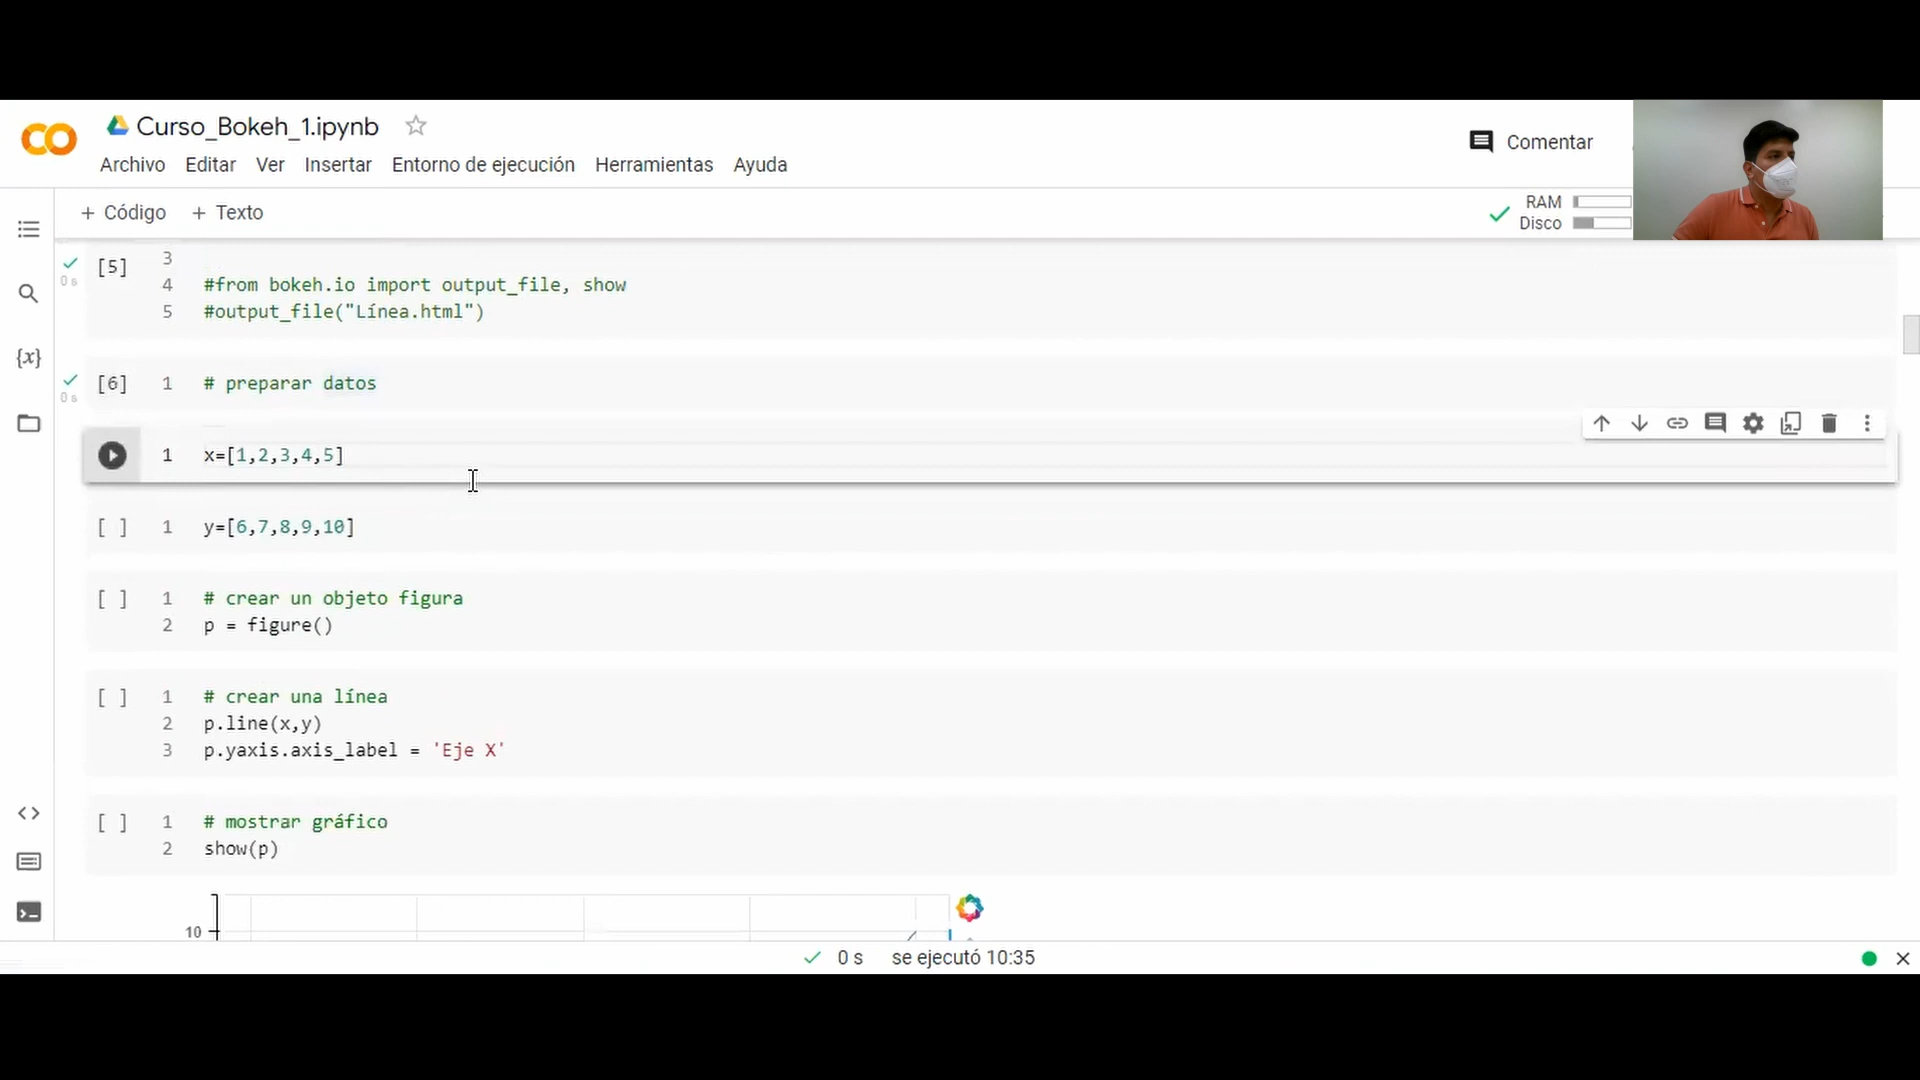 Curso_Bokeh_1.ipynb
Comentar
Archivo Editar Ver Insertar Entorno de ejecución Herramientas Ayuda
+ Código + Texto
RAM
Disco
[5] 3
0 s
4 #from bokeh.io import output_file, show
5 #output_file("Línea.html")
[6] 1 # preparar datos
0 s
1 x=[1,2,3,4,5]
[ ] 1 y=[6,7,8,9,10]
[ ] 1 # crear un objeto figura
2 p = figure()
[ ] 1 # crear una línea
2 p.line(x,y)
3 p.yaxis.axis_label = 'Eje X'
[ ] 1 # mostrar gráfico
2 show(p)
10
0 s se ejecutó 10:35